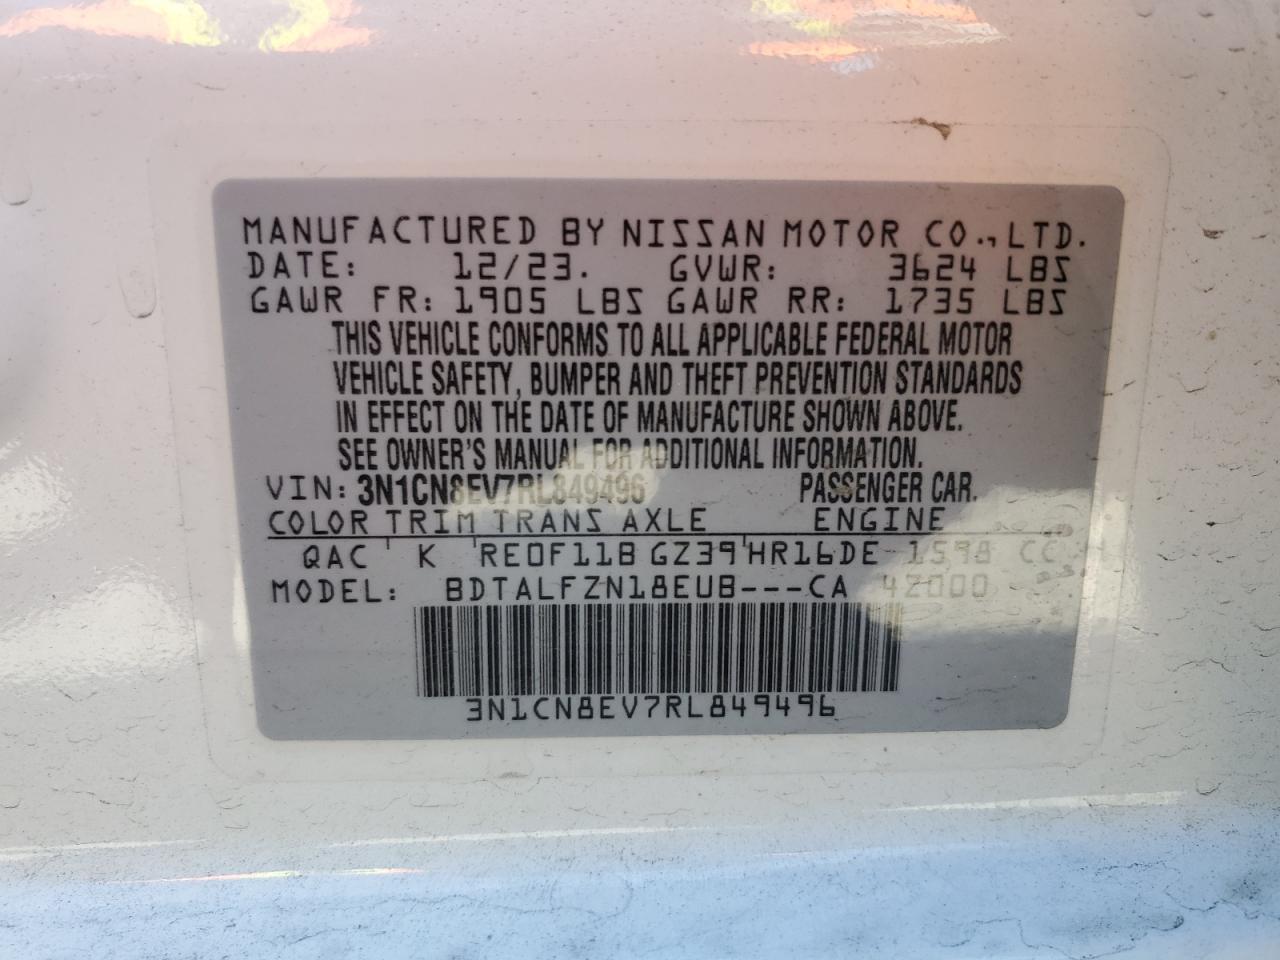 MANUFACTURED BY NISSAN MOTOR CO., LTD.
DATE: 12/23. GVWR: 3624 LBS
GAWR FR: 1905 LBS GAWR RR: 1735 LBS
THIS VEHICLE CONFORMS TO ALL APPLICABLE FEDERAL MOTOR
VEHICLE SAFETY, BUMPER AND THEFT PREVENTION STANDARDS
IN EFFECT ON THE DATE OF MANUFACTURE SHOWN ABOVE.
SEE OWNER'S MANUAL FOR ADDITIONAL INFORMATION.
VIN: 3N1CN8EV7RL849496 PASSENGER CAR.
COLOR TRIM TRANS AXLE ENGINE
QAC K RE0F11B GZ39 HR16DE 1598 CC
MODEL: BDTALFZN18EUB---CA 42000
3N1CN8EV7RL849496